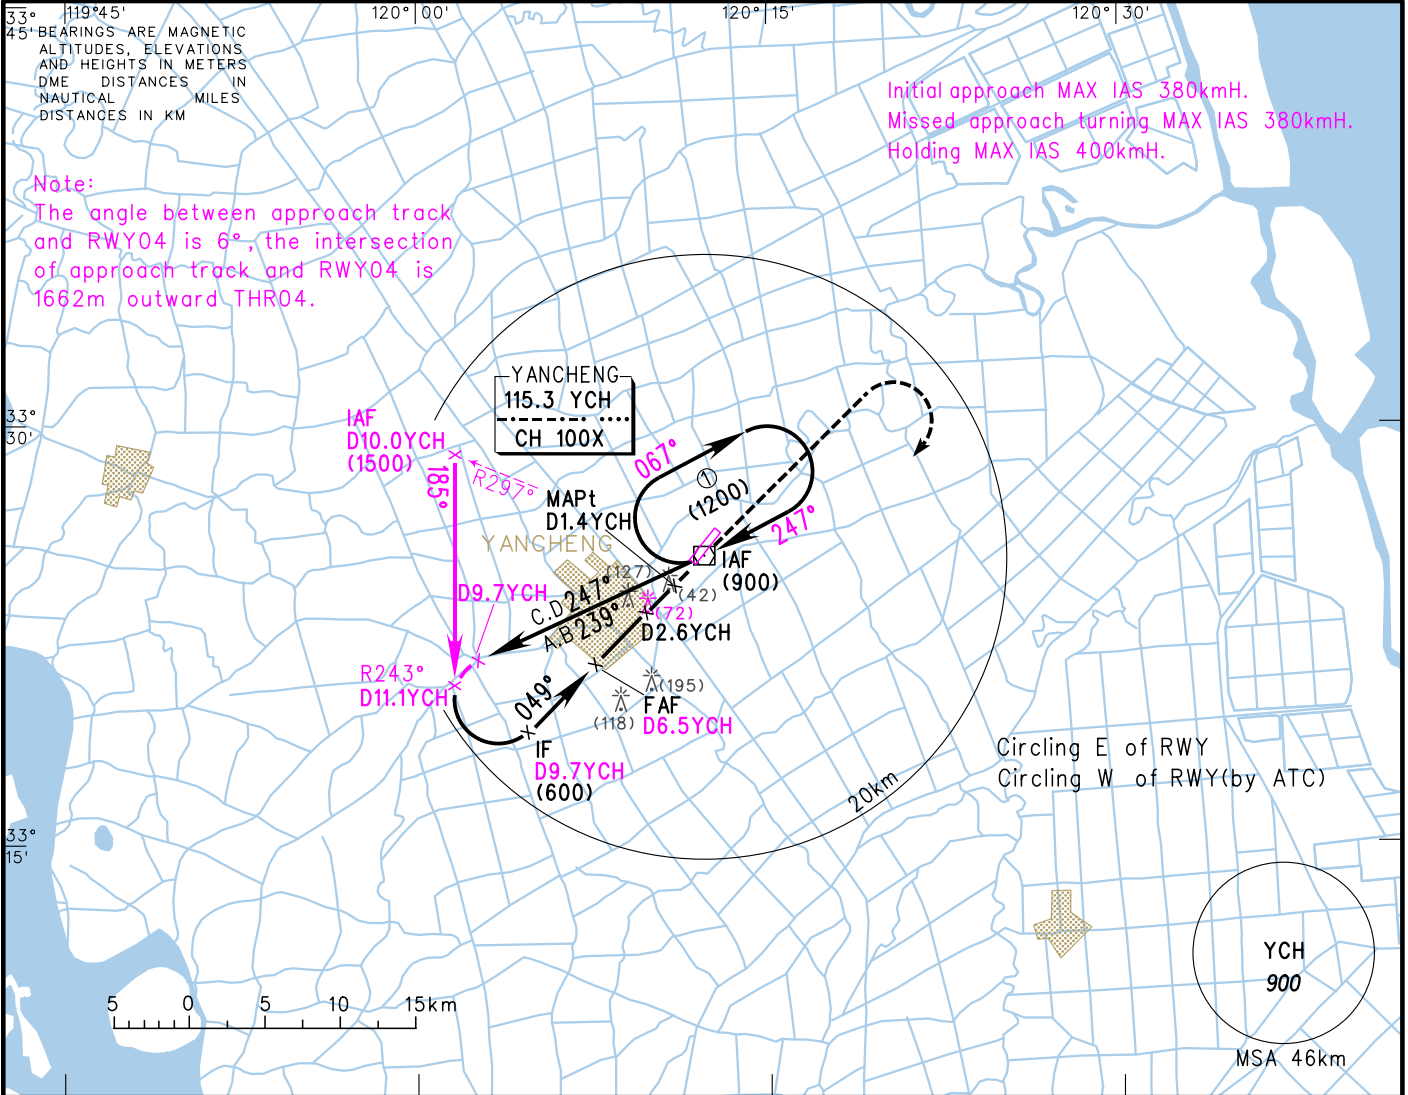 119°45'
120° 00'
120° 15'
120° 30'
33°
45'
BEARINGS ARE MAGNETIC
ALTITUDES, ELEVATIONS
AND HEIGHTS IN METERS
DME DISTANCES IN
NAUTICAL MILES
DISTANCES IN KM
Initial approach MAX IAS 380kmH.
Missed approach turning MAX IAS 380kmH.
Holding MAX IAS 400kmH.
Note:
The angle between approach track
and RWY04 is 6°, the intersection
of approach track and RWY04 is
1662m outward THR04.
YANCHENG
115.3 YCH
CH 100X
33°
30'
IAF
D10.0YCH
(1500)
185°
R297°
067°
1
(1200)
247°
MAPt
D1.4YCH
YANCHENG
IAF
(900)
(127)
(42)
(72)
D9.7YCH
C.D 247°
A.B 239°
D2.6YCH
R243°
D11.1YCH
049°
(195)
(118)
FAF
D6.5YCH
IF
D9.7YCH
(600)
Circling E of RWY
Circling W of RWY(by ATC)
20km
33°
15'
YCH
900
MSA 46km
5 0 5 10 15km